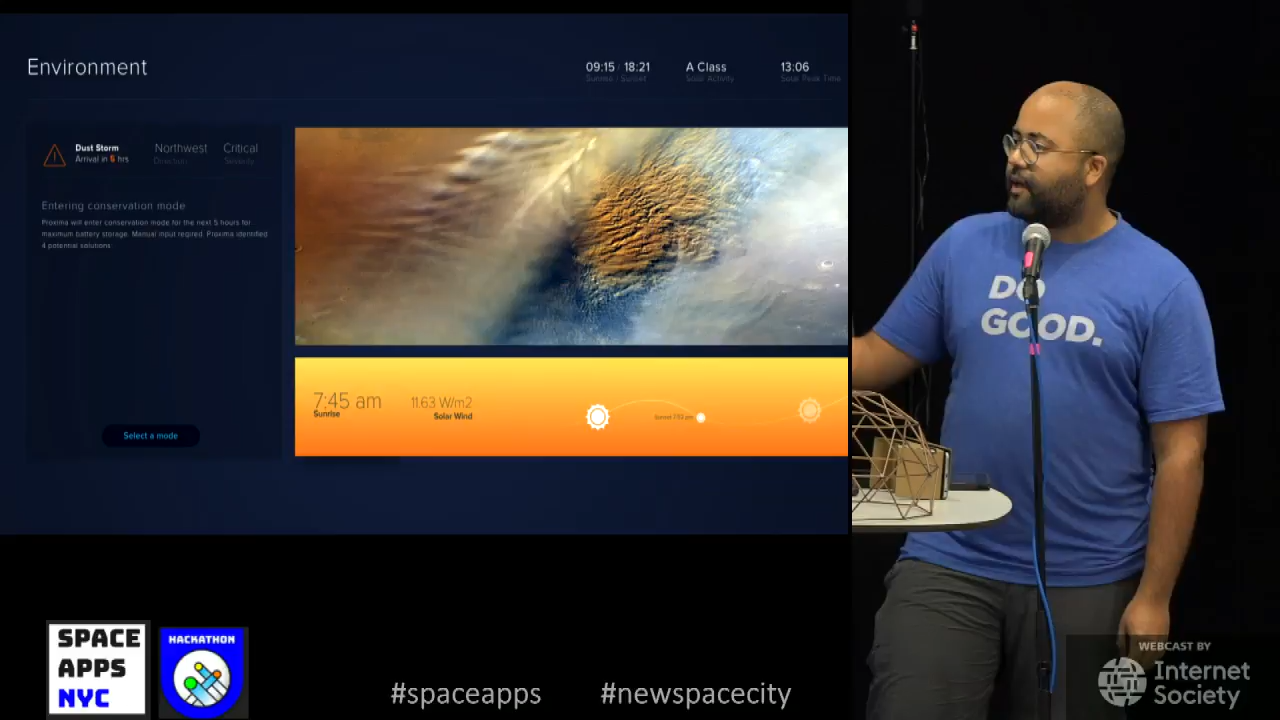 Environment
09:15 / 18:21
Sunrise / Sunset
A Class
Solar Activity
13:06
Solar Peak Time
Dust Storm
Arrival in 5 hrs
Northwest
Direction
Critical
Severity
Entering conservation mode
Proxima will enter conservation mode for the next 5 hours for
maximum battery storage. Manual input reqired. Proxima identified
4 potential solutions
Select a mode
7:45 am
Sunrise
11.63 W/m2
Solar Wind
DO
GOOD.
SPACE
APPS
NYC
HACKATHON
#spaceapps
#newspacecity
WEBCAST BY
Internet
Society